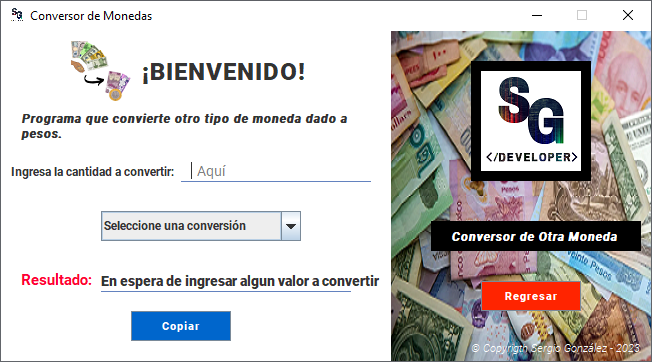 Conversor de Monedas
¡BIENVENIDO!
Programa que convierte otro tipo de moneda dado a
pesos.
Ingresa la cantidad a convertir: Aquí
Seleccione una conversión
Resultado: En espera de ingresar algun valor a convertir
Copiar
SG
</DEVELOPER>
Conversor de Otra Moneda
Regresar
© Copyrigth Sergio González - 2023